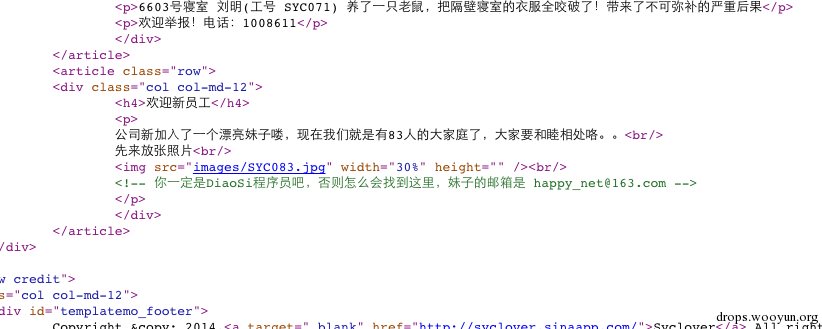 <p>6603号寝室 刘明(工号 SYC071) 养了一只老鼠，把隔壁寝室的衣服全咬破了！带来了不可弥补的严重后果</p>
<p>欢迎举报！电话：1008611</p>
</div>
</article>
<article class="row">
<div class="col col-md-12">
<h4>欢迎新员工</h4>
<p>
公司新加入了一个漂亮妹子喽，现在我们就是有83人的大家庭了，大家要和睦相处咯。。<br/>
先来放张照片<br/>
<img src="images/SYC083.jpg" width="30%" height="" /><br/>
<!-- 你一定是DiaoSi程序员吧，否则怎么会找到这里，妹子的邮箱是 happy_net@163.com -->
</p>
</div>
</article>
/div>
w credit">
s="col col-md-12">
div id="templatemo_footer">
drops.wooyun.org
Copyright &copy; 2014 <a target="_blank" href="http://syclover.sinaapp.com/">Syclover</a> All right